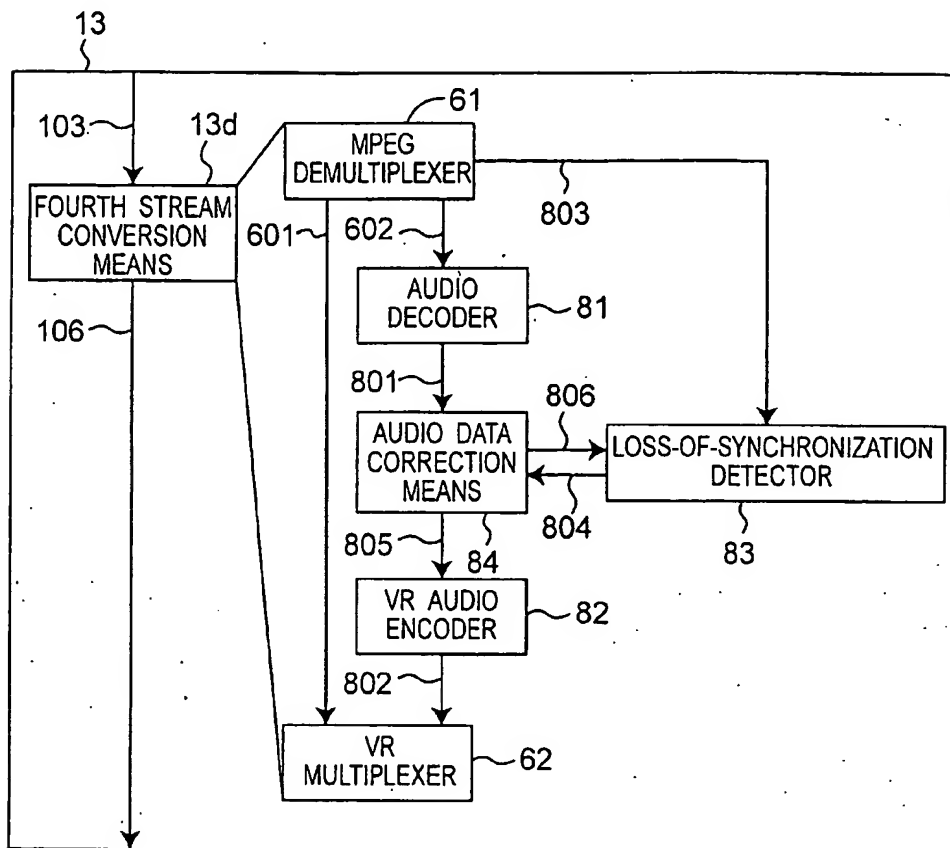 13
103
13d
FOURTH STREAM
CONVERSION
MEANS
106
61
MPEG
DEMULTIPLEXER
803
601
602
AUDIO
DECODER
81
801
AUDIO DATA
CORRECTION
MEANS
806
804
LOSS-OF-SYNCHRONIZATION
DETECTOR
83
805
84
VR AUDIO
ENCODER
82
802
VR
MULTIPLEXER
62